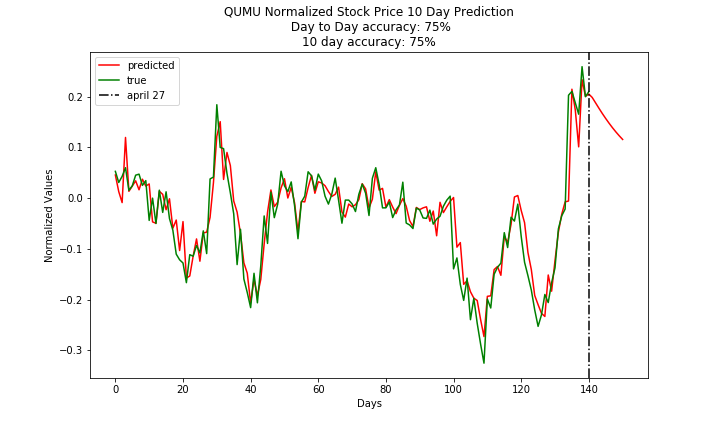 QUMU Normalized Stock Price 10 Day Prediction
Day to Day accuracy: 75%
10 day accuracy: 75%
predicted
true
april 27
Normalized Values
0.2
0.1
0.0
−0.1
−0.2
−0.3
0 20 40 60 80 100 120 140
Days